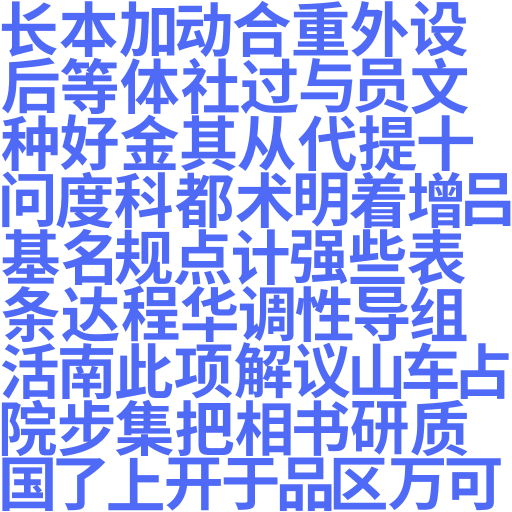 长本加动合重外设
后等体社过与员文
种好金其从代提十
问度科都术明着增吕
基名规点计强些表
条达程华调性导组
活南此项解议山车占
院步集把相书研质
国了上开于品区万可